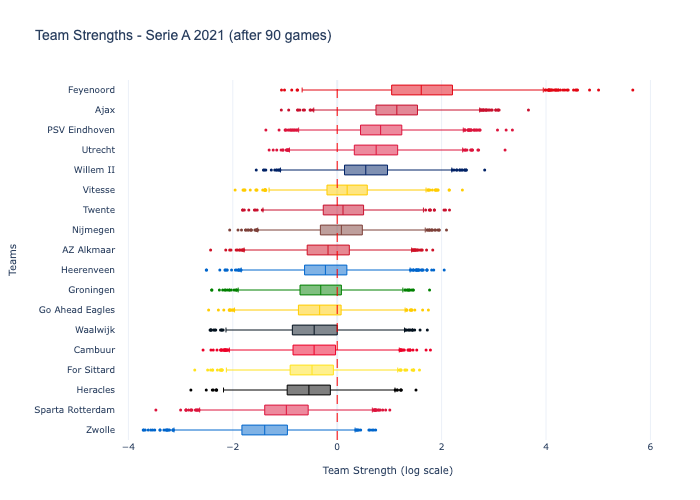 Team Strengths - Serie A 2021 (after 90 games)
Feyenoord
Ajax
PSV Eindhoven
Utrecht
Willem II
Vitesse
Twente
Nijmegen
AZ Alkmaar
Heerenveen
Groningen
Go Ahead Eagles
Waalwijk
Cambuur
For Sittard
Heracles
Sparta Rotterdam
Zwolle
Teams
−4 −2 0 2 4 6
Team Strength (log scale)